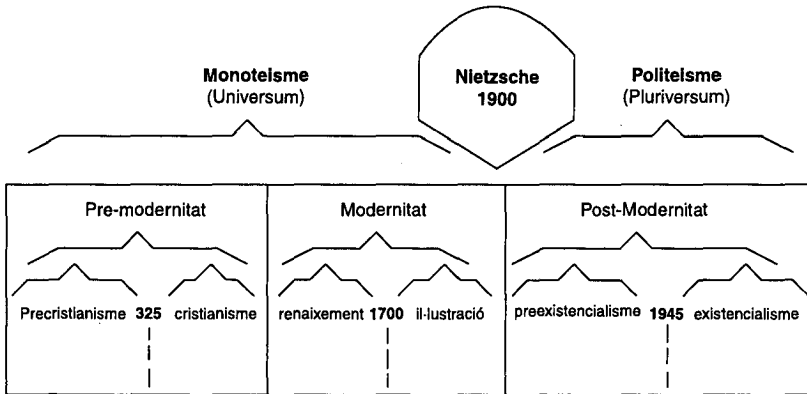 Monoteisme
(Universum)
Nietzsche
1900
Politeisme
(Pluriversum)
Pre-modernitat
Modernitat
Post-Modernitat
Precristianisme 325 cristianisme
renaixement 1700 il·lustració
preexistencialisme 1945 existencialisme